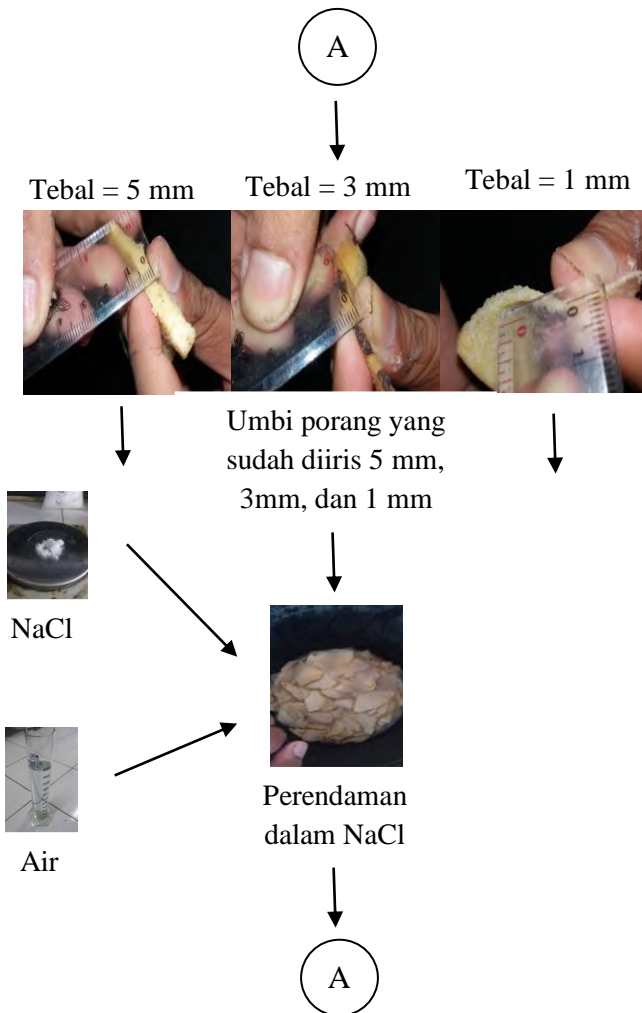 A
Tebal = 5 mm
Tebal = 3 mm
Tebal = 1 mm
Umbi porang yang
sudah diiris 5 mm,
3mm, dan 1 mm
NaCl
Air
Perendaman
dalam NaCl
A